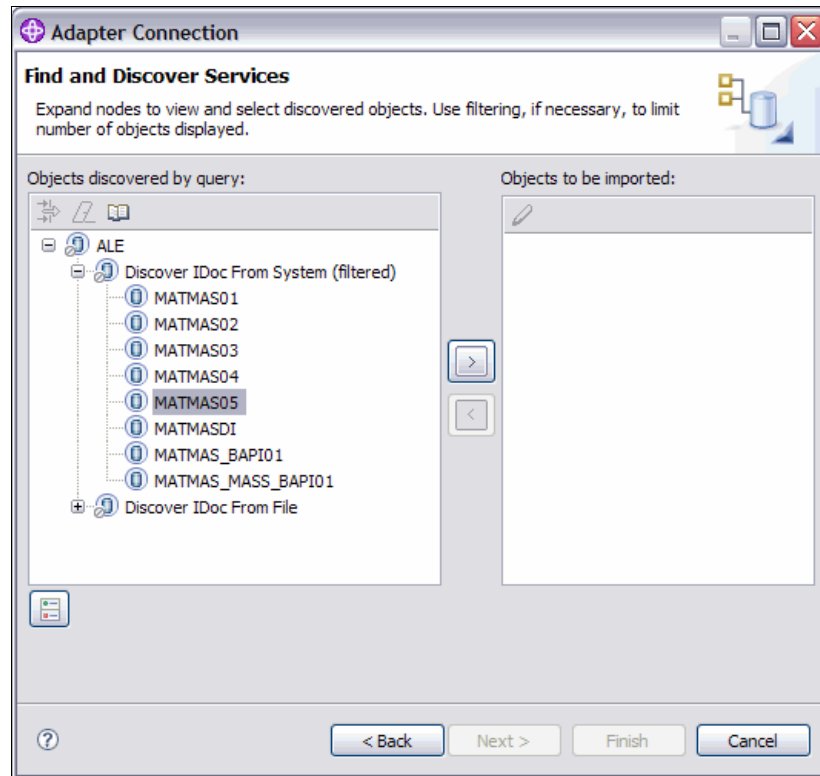 Adapter Connection
Find and Discover Services
Expand nodes to view and select discovered objects. Use filtering, if necessary, to limit
number of objects displayed.
Objects discovered by query:
Objects to be imported:
ALE
Discover IDoc From System (filtered)
MATMAS01
MATMAS02
MATMAS03
MATMAS04
MATMAS05
MATMASDI
MATMAS_BAPI01
MATMAS_MASS_BAPI01
Discover IDoc From File
>
<
?
< Back
Next >
Finish
Cancel